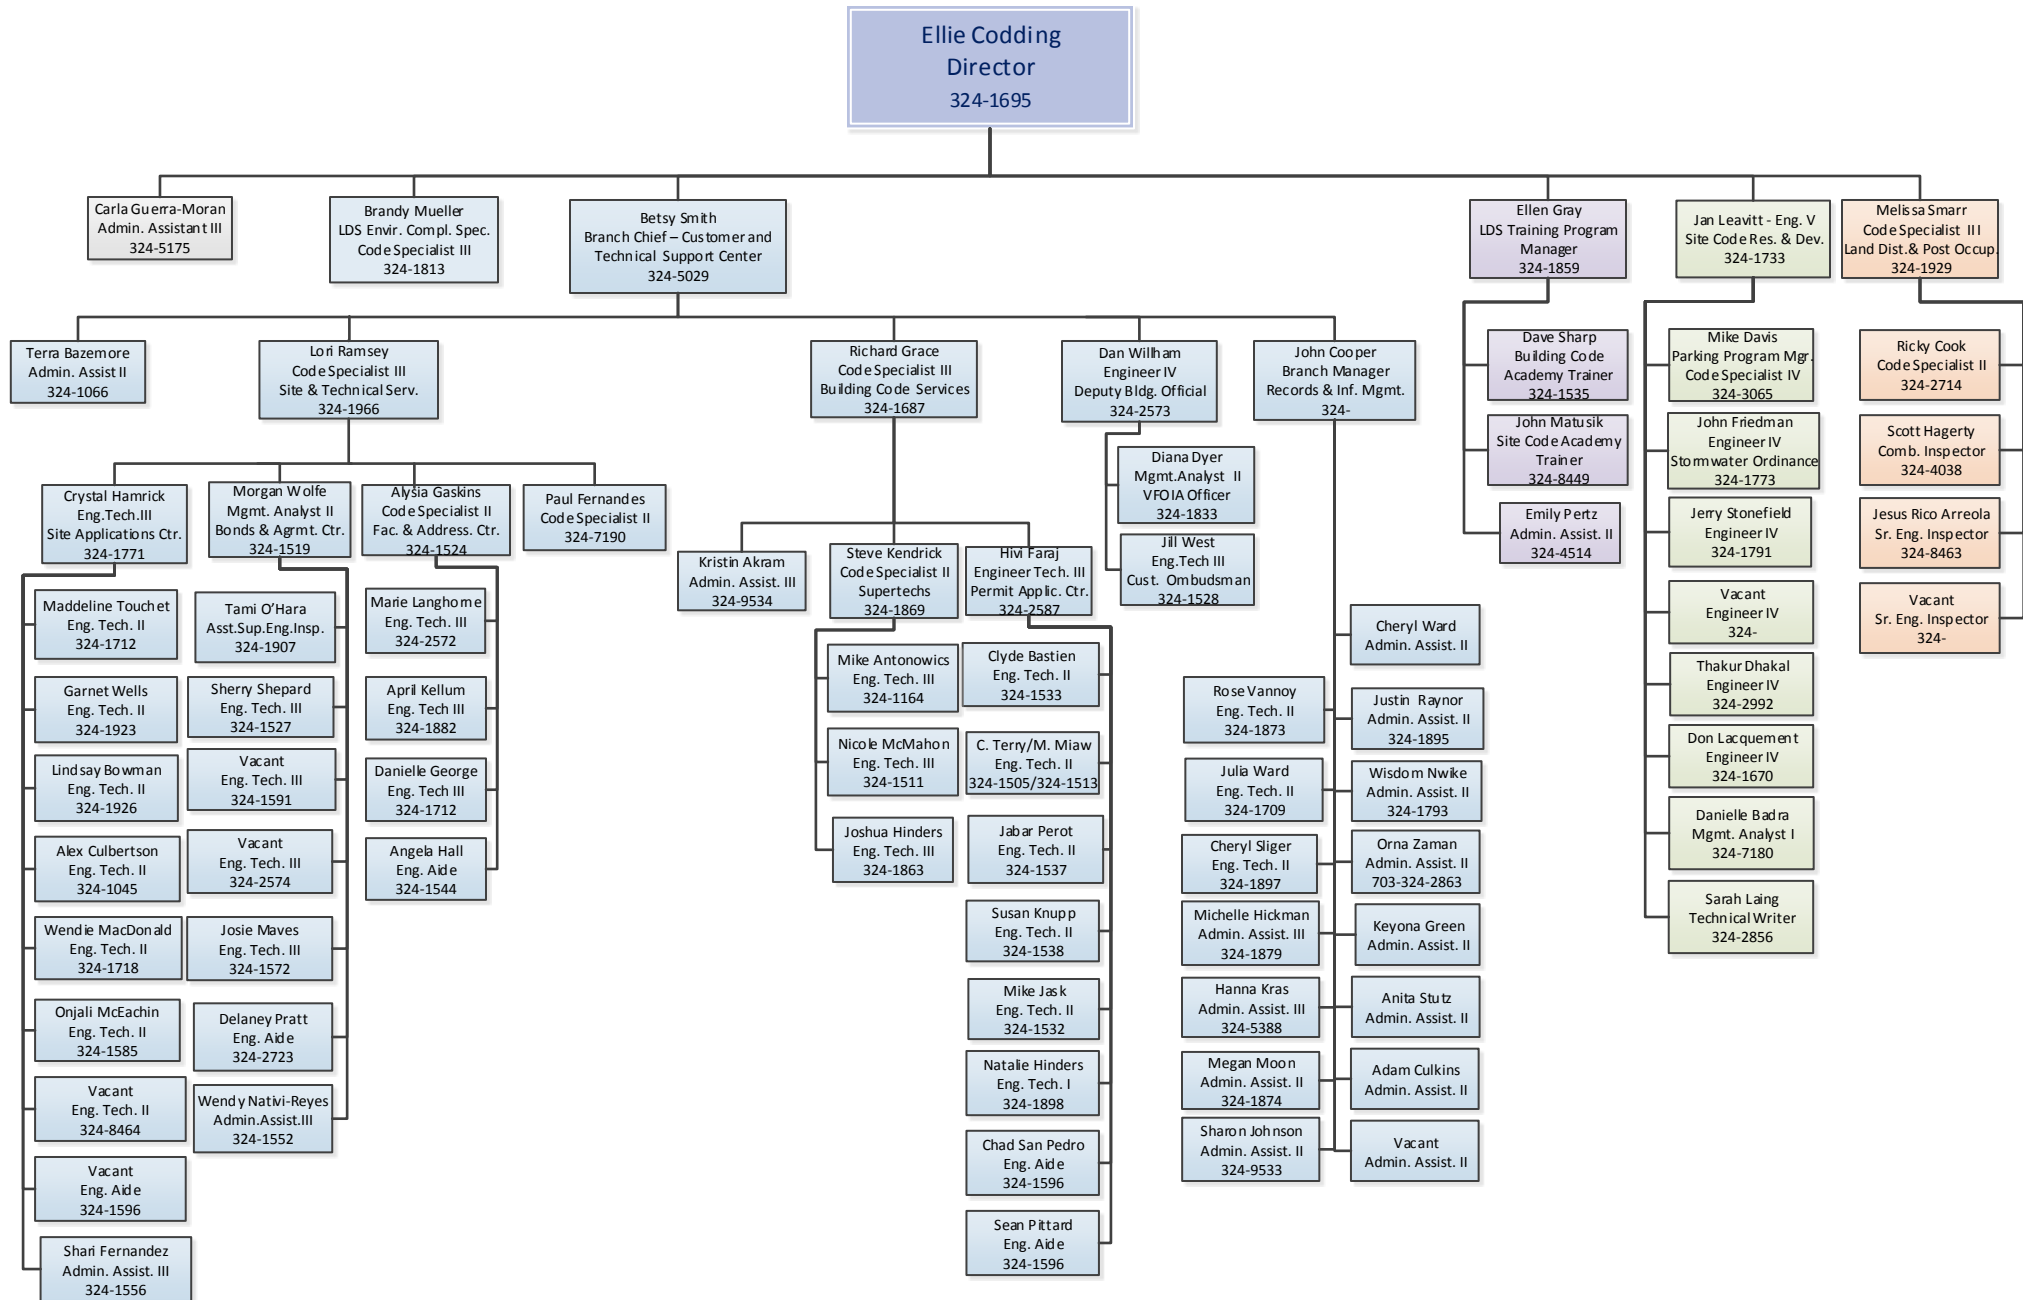 Ellie Codding
Director
324-1695
Carla Guerra-Moran
Admin. Assistant III
324-5175
Brandy Mueller
LDS Envir. Compl. Spec.
Code Specialist III
324-1813
Betsy Smith
Branch Chief – Customer and
Technical Support Center
324-5029
Ellen Gray
LDS Training Program
Manager
324-1859
Jan Leavitt - Eng. V
Site Code Res. & Dev.
324-1733
Melissa Smarr
Code Specialist III
Land Dist.& Post Occup.
324-1929
Terra Bazemore
Admin. Assist II
324-1066
Lori Ramsey
Code Specialist III
Site & Technical Serv.
324-1966
Richard Grace
Code Specialist III
Building Code Services
324-1687
Dan Willham
Engineer IV
Deputy Bldg. Official
324-2573
John Cooper
Branch Manager
Records & Inf. Mgmt.
324-
Crystal Hamrick
Eng.Tech.III
Site Applications Ctr.
324-1771
Morgan Wolfe
Mgmt. Analyst II
Bonds & Agrmt. Ctr.
324-1519
Alysia Gaskins
Code Specialist II
Fac. & Address. Ctr.
324-1524
Paul Fernandes
Code Specialist II
324-7190
Maddeline Touchet
Eng. Tech. II
324-1712
Garnet Wells
Eng. Tech. II
324-1923
Lindsay Bowman
Eng. Tech. II
324-1926
Alex Culbertson
Eng. Tech. II
324-1045
Wendie MacDonald
Eng. Tech. II
324-1718
Onjali McEachin
Eng. Tech. II
324-1585
Vacant
Eng. Tech. II
324-8464
Vacant
Eng. Aide
324-1596
Shari Fernandez
Admin. Assist. III
324-1556
Tami O’Hara
Asst.Sup.Eng.Insp.
324-1907
Sherry Shepard
Eng. Tech. III
324-1527
Vacant
Eng. Tech. III
324-1591
Vacant
Eng. Tech. III
324-2574
Josie Maves
Eng. Tech. III
324-1572
Delaney Pratt
Eng. Aide
324-2723
Wendy Nativi-Reyes
Admin.Assist.III
324-1552
Marie Langhorne
Eng. Tech. III
324-2572
April Kellum
Eng. Tech III
324-1882
Danielle George
Eng. Tech III
324-1712
Angela Hall
Eng. Aide
324-1544
Kristin Akram
Admin. Assist. III
324-9534
Steve Kendrick
Code Specialist II
Supertechs
324-1869
Hivi Faraj
Engineer Tech. III
Permit Applic. Ctr.
324-2587
Mike Antonowics
Eng. Tech. III
324-1164
Nicole McMahon
Eng. Tech. III
324-1511
Joshua Hinders
Eng. Tech. III
324-1863
Clyde Bastien
Eng. Tech. II
324-1533
C. Terry/M. Miaw
Eng. Tech. II
324-1505/324-1513
Jabar Perot
Eng. Tech. II
324-1537
Susan Knupp
Eng. Tech. II
324-1538
Mike Jask
Eng. Tech. II
324-1532
Natalie Hinders
Eng. Tech. I
324-1898
Chad San Pedro
Eng. Aide
324-1596
Sean Pittard
Eng. Aide
324-1596
Diana Dyer
Mgmt.Analyst II
VFOIA Officer
324-1833
Jill West
Eng.Tech III
Cust. Ombudsman
324-1528
Cheryl Ward
Admin. Assist. II
Rose Vannoy
Eng. Tech. II
324-1873
Justin Raynor
Admin. Assist. II
324-1895
Julia Ward
Eng. Tech. II
324-1709
Wisdom Nwike
Admin. Assist. II
324-1793
Cheryl Sliger
Eng. Tech. II
324-1897
Orna Zaman
Admin. Assist. II
703-324-2863
Michelle Hickman
Admin. Assist. III
324-1879
Keyona Green
Admin. Assist. II
Hanna Kras
Admin. Assist. III
324-5388
Anita Stutz
Admin. Assist. II
Megan Moon
Admin. Assist. II
324-1874
Adam Culkins
Admin. Assist. II
Sharon Johnson
Admin. Assist. II
324-9533
Vacant
Admin. Assist. II
Dave Sharp
Building Code
Academy Trainer
324-1535
John Matusik
Site Code Academy
Trainer
324-8449
Emily Pertz
Admin. Assist. II
324-4514
Mike Davis
Parking Program Mgr.
Code Specialist IV
324-3065
John Friedman
Engineer IV
Stormwater Ordinance
324-1773
Jerry Stonefield
Engineer IV
324-1791
Vacant
Engineer IV
324-
Thakur Dhakal
Engineer IV
324-2992
Don Lacquement
Engineer IV
324-1670
Danielle Badra
Mgmt. Analyst I
324-7180
Sarah Laing
Technical Writer
324-2856
Ricky Cook
Code Specialist II
324-2714
Scott Hagerty
Comb. Inspector
324-4038
Jesus Rico Arreola
Sr. Eng. Inspector
324-8463
Vacant
Sr. Eng. Inspector
324-